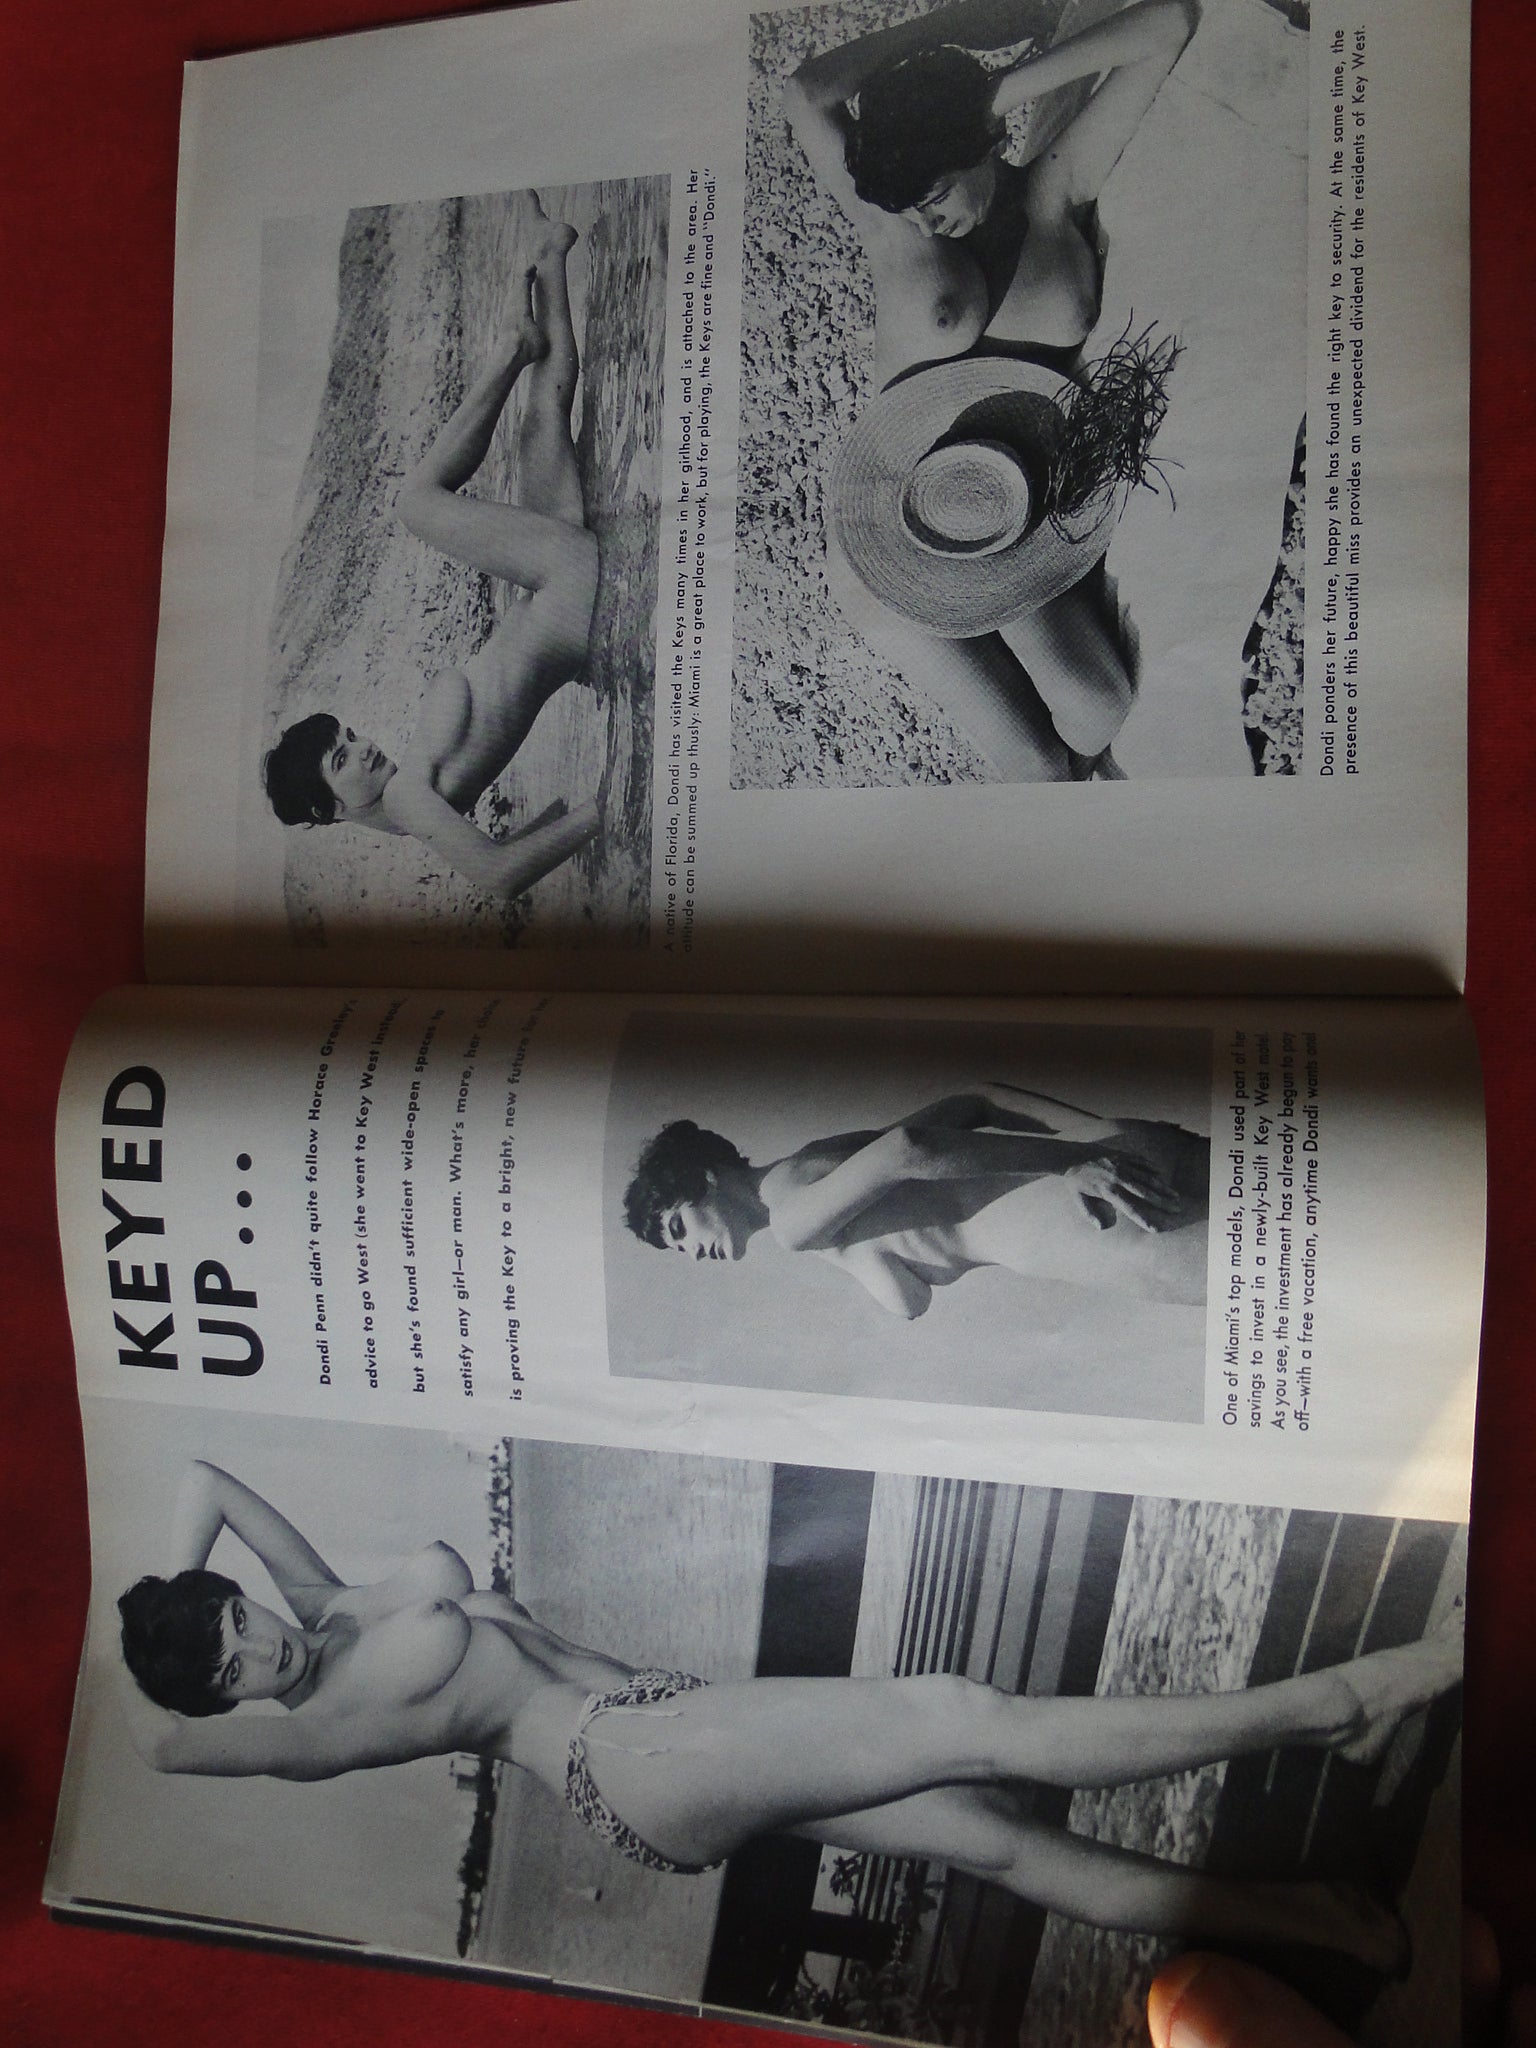 KEYED
UP...
Dondi Penn didn't quite follow Horace Greeley's
advice to go West (she went to Key West instead,
but she's found sufficient wide-open spaces to
satisfy any girl—or man. What's more, her choice
is proving the Key to a bright, new future for
One of Miami's top models, Dondi used part of her
savings to invest in a newly-built Key West motel.
As you see, the investment has already begun to pay
off—with a free vacation, anytime Dondi wants one!
A native of Florida, Dondi has visited the Keys many times in her girlhood, and is attached to the area. Her
attitude can be summed up thusly: Miami is a great place to work, but for playing, the Keys are fine and "Dondi."
Dondi ponders her future, happy she has found the right key to security. At the same time, the
presence of this beautiful miss provides an unexpected dividend for the residents of Key West.